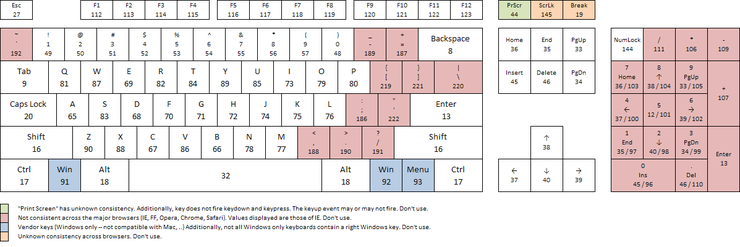 Esc F1 F2 F3 F4 F5 F6 F7 F8 F9 F10 F11 F12 PrScr ScrLk Break
27 112 113 114 115 116 117 118 119 120 121 122 123 44 145 19
~ ! @ # $ % ^ & * ( ) _ + Backspace Home End PgUp NumLock / * -
` 1 2 3 4 5 6 7 8 9 0 - =
192 49 50 51 52 53 54 55 56 57 48 189 187 8 36 35 33 144 111 106 109
Tab Q W E R T Y U I O P { } | Insert Delete PgDn 7 8 9 +
[ ] \ Home ↑ PgUp
9 81 87 69 82 84 89 85 73 79 80 219 221 220 45 46 34 36/103 38/104 33/105 107
Caps Lock A S D F G H J K L : " Enter 4 5 6
; ' ← →
20 65 83 68 70 71 72 74 75 76 186 222 13 37/100 12/101 39/102
Shift Z X C V B N M < > ? Shift ↑ 1 2 3 Enter
, . / End ↓ PgDn
16 90 88 67 86 66 78 77 188 190 191 16 38 35/97 40/98 34/99 13
Ctrl Win Alt 32 Alt Win Menu Ctrl ← ↓ → 0 .
Ins Del
17 91 18 18 92 93 17 37 40 39 45/96 46/110
"Print Screen" has unknown consistency. Additionally, key does not fire keydown and keypress. The keyup event may or may not fire. Don't use.
Not consistent across the major browsers (IE, FF, Opera, Chrome, Safari). Values displayed are those of IE. Don't use.
Vendor keys (Windows only – not compatible with Mac, ..) Additionally, not all Windows only keyboards contain a right Windows key. Don't use.
Unknown consistency across browsers. Don't use.